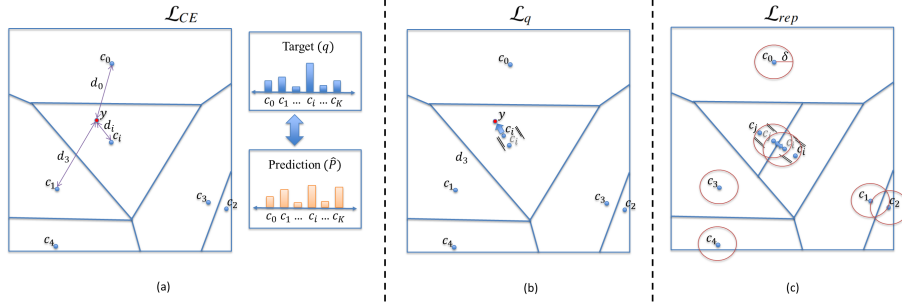 ℒ_CE
c_0
d_0
y
d_i
c_i
d_3
c_1
c_3
c_2
c_4
(a)
Target (q)
c_0 c_1 ... c_i ... c_K
Prediction (P̂)
c_0 c_1 ... c_i ... c_K
ℒ_q
c_0
y
c_i
c_i
d_3
c_1
c_3
c_2
c_4
(b)
ℒ_rep
c_0 δ
c_j
c_i
c_3
c_1
c_2
c_4
(c)